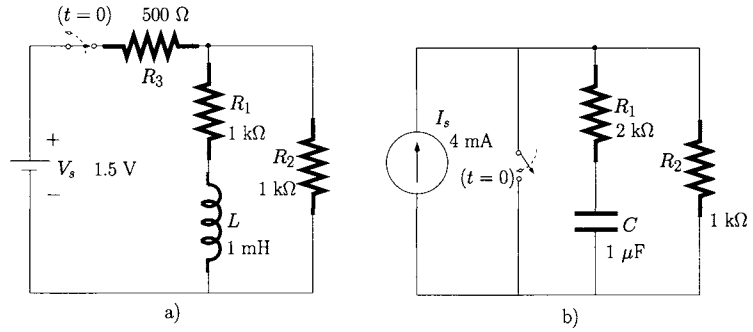 (t = 0)
500 Ω
R₃
R₁
1 kΩ
+
Vₛ 1.5 V
−
R₂
1 kΩ
L
1 mH
a)
Iₛ
4 mA
(t = 0)
R₁
2 kΩ
R₂
1 kΩ
C
1 μF
b)